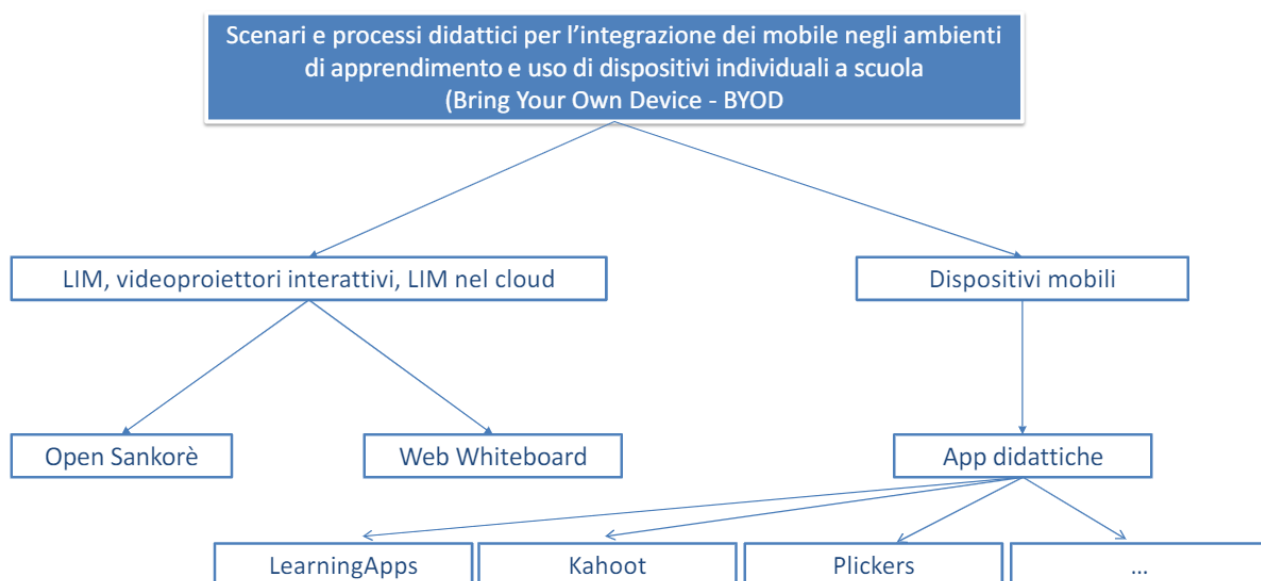 Scenari e processi didattici per l'integrazione dei mobile negli ambienti
di apprendimento e uso di dispositivi individuali a scuola
(Bring Your Own Device - BYOD
LIM, videoproiettori interattivi, LIM nel cloud
Dispositivi mobili
Open Sankorè
Web Whiteboard
App didattiche
LearningApps
Kahoot
Plickers
...